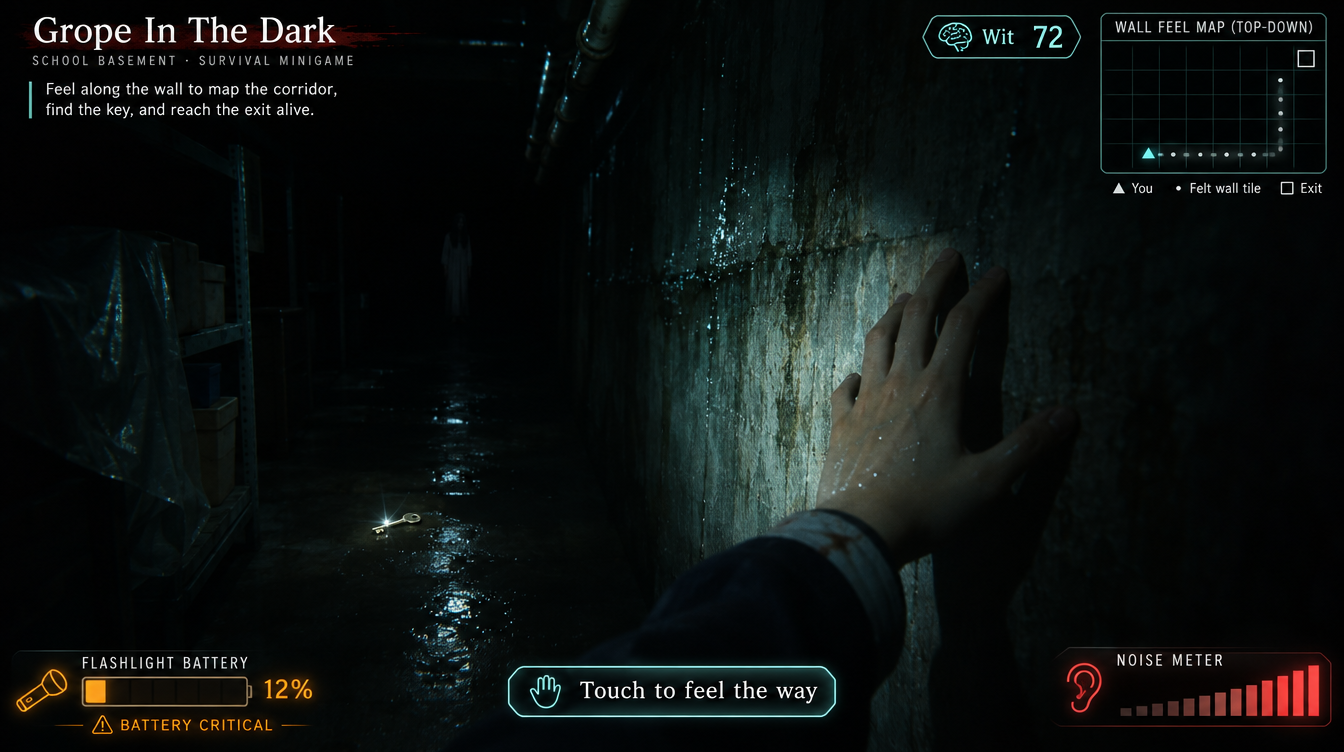 Grope In The Dark
SCHOOL BASEMENT · SURVIVAL MINIGAME
Feel along the wall to map the corridor,
find the key, and reach the exit alive.
Wit 72
WALL FEEL MAP (TOP-DOWN)
You
Felt wall tile
Exit
FLASHLIGHT BATTERY
12%
BATTERY CRITICAL
Touch to feel the way
NOISE METER